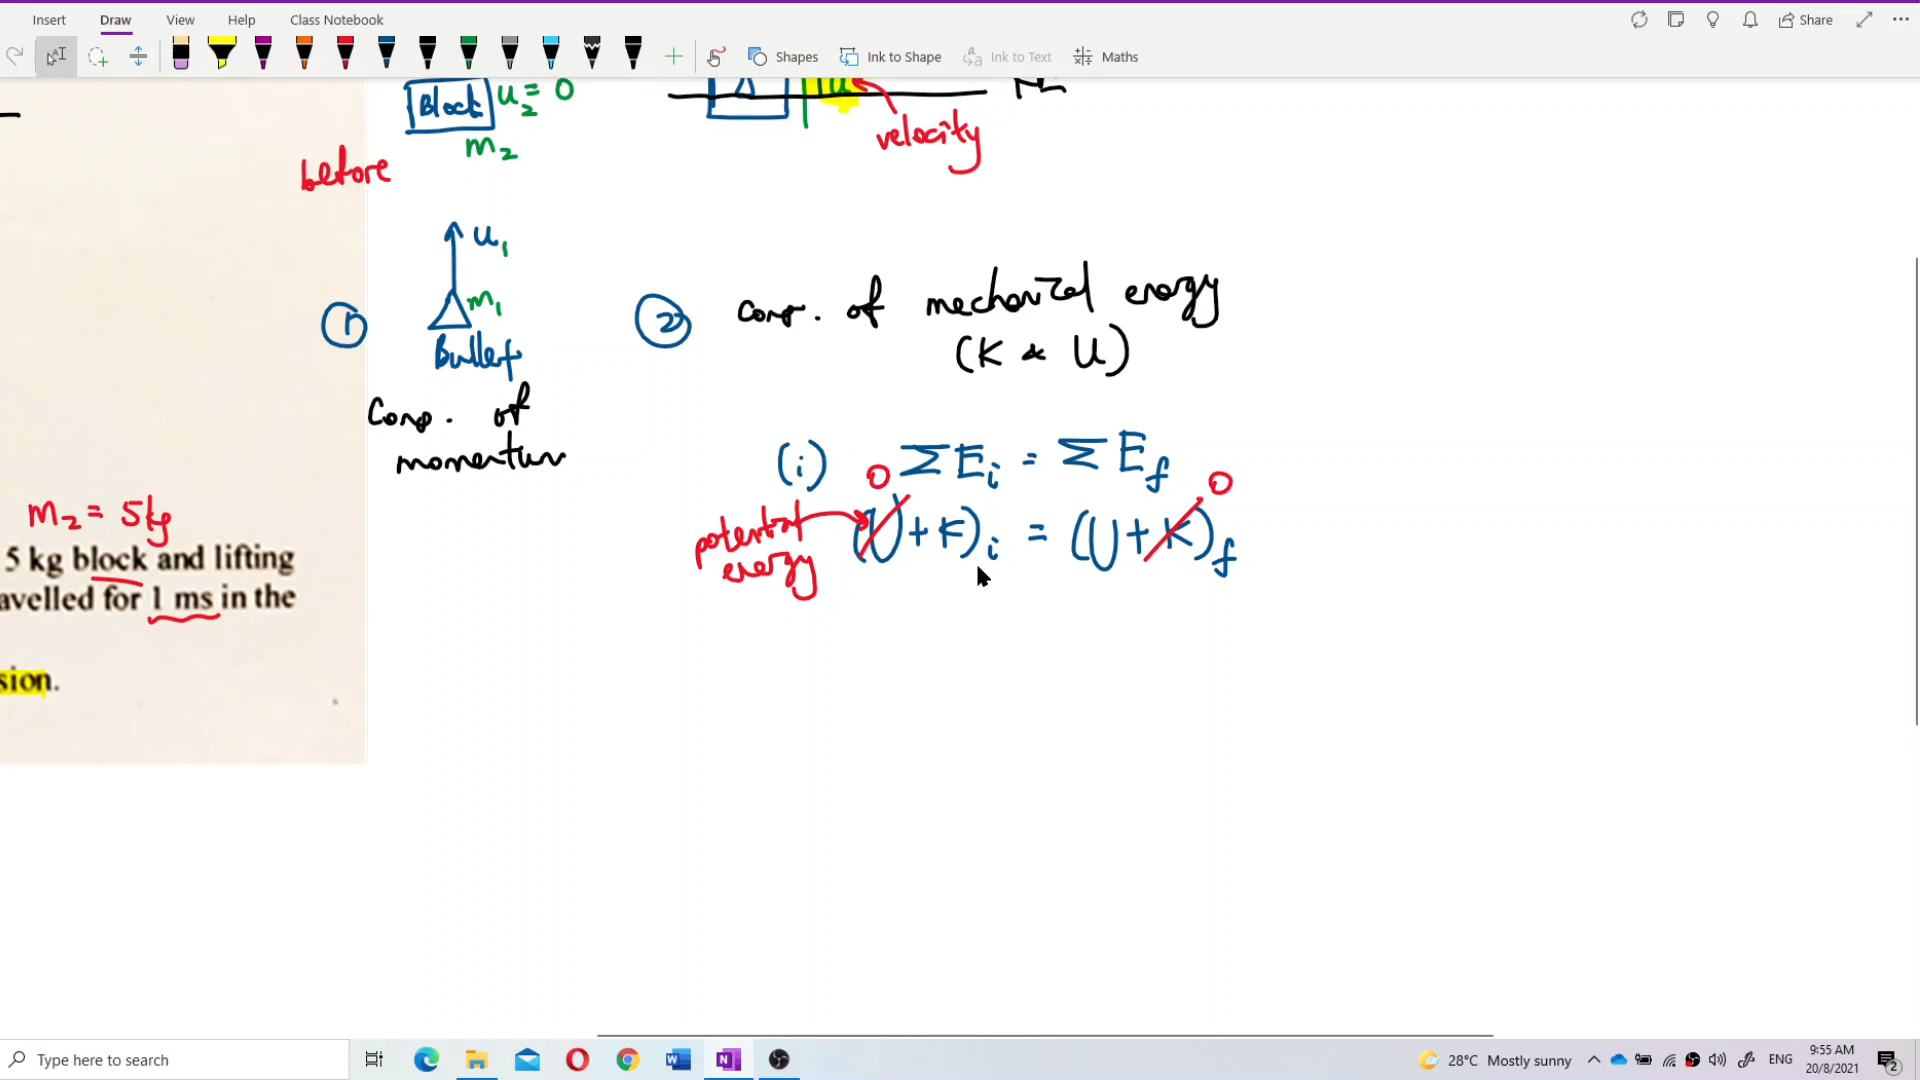 Insert Draw View Help Class Notebook
Share
Shapes Ink to Shape Ink to Text Maths
Block u₂ = 0
m₂
u
velocity
before
u₁
m₁
Bullet
①
Cons. of
momentum
② cons. of mechanical energy
(K & U)
(i) ΣEi = ΣEf
0 0
potential
energy
(U + K)i = (U + K)f
m₂ = 5kg
5 kg block and lifting
avelled for 1 ms in the
sion.
Type here to search
28°C Mostly sunny
ENG
9:55 AM
20/8/2021
2